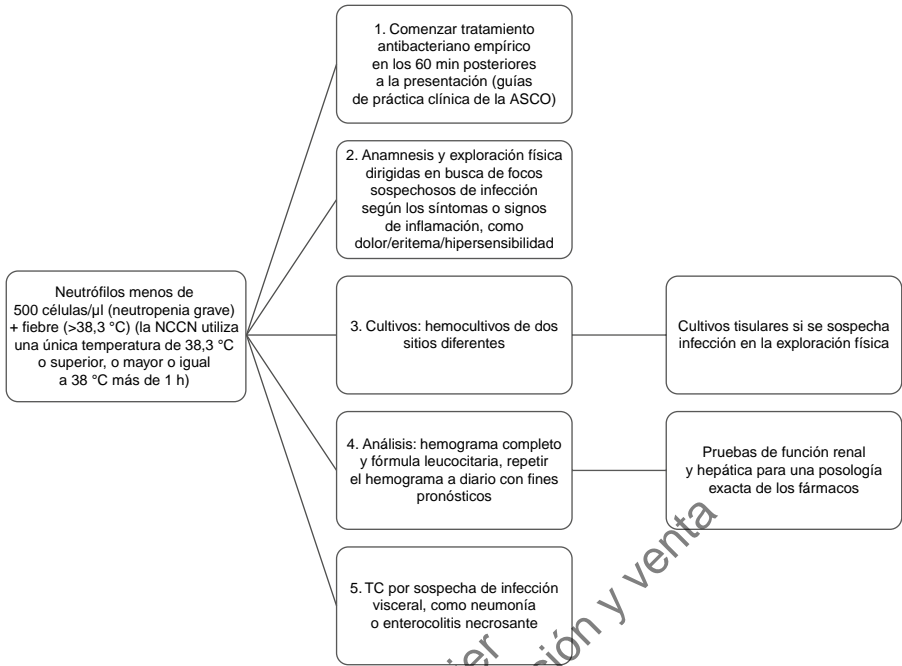 1. Comenzar tratamiento
antibacteriano empírico
en los 60 min posteriores
a la presentación (guías
de práctica clínica de la ASCO)
2. Anamnesis y exploración física
dirigidas en busca de focos
sospechosos de infección
según los síntomas o signos
de inflamación, como
dolor/eritema/hipersensibilidad
Neutrófilos menos de
500 células/μl (neutropenia grave)
+ fiebre (>38,3 °C) (la NCCN utiliza
una única temperatura de 38,3 °C
o superior, o mayor o igual
a 38 °C más de 1 h)
3. Cultivos: hemocultivos de dos
sitios diferentes
Cultivos tisulares si se sospecha
infección en la exploración física
4. Análisis: hemograma completo
y fórmula leucocitaria, repetir
el hemograma a diario con fines
pronósticos
Pruebas de función renal
y hepática para una posología
exacta de los fármacos
5. TC por sospecha de infección
visceral, como neumonía
o enterocolitis necrosante
y venta